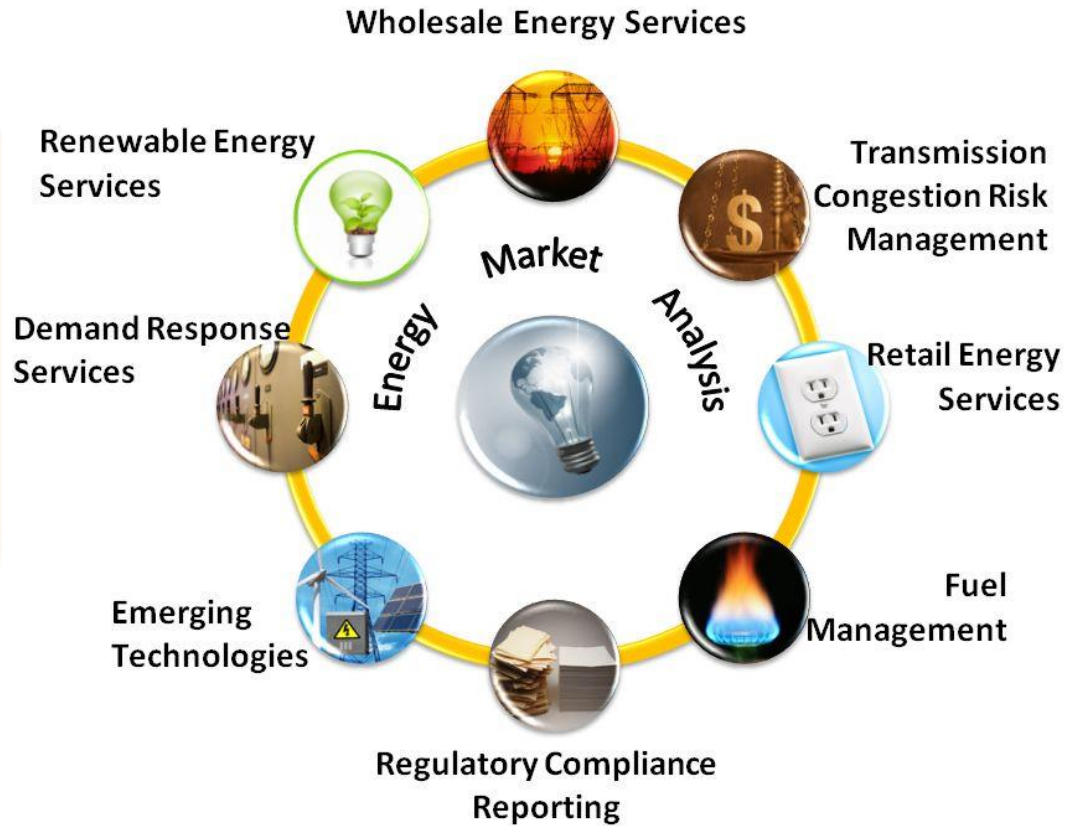 Wholesale Energy Services
Renewable Energy
Services
Transmission
Congestion Risk
Management
Energy Market Analysis
Demand Response
Services
Retail Energy
Services
Emerging
Technologies
Fuel
Management
Regulatory Compliance
Reporting
$